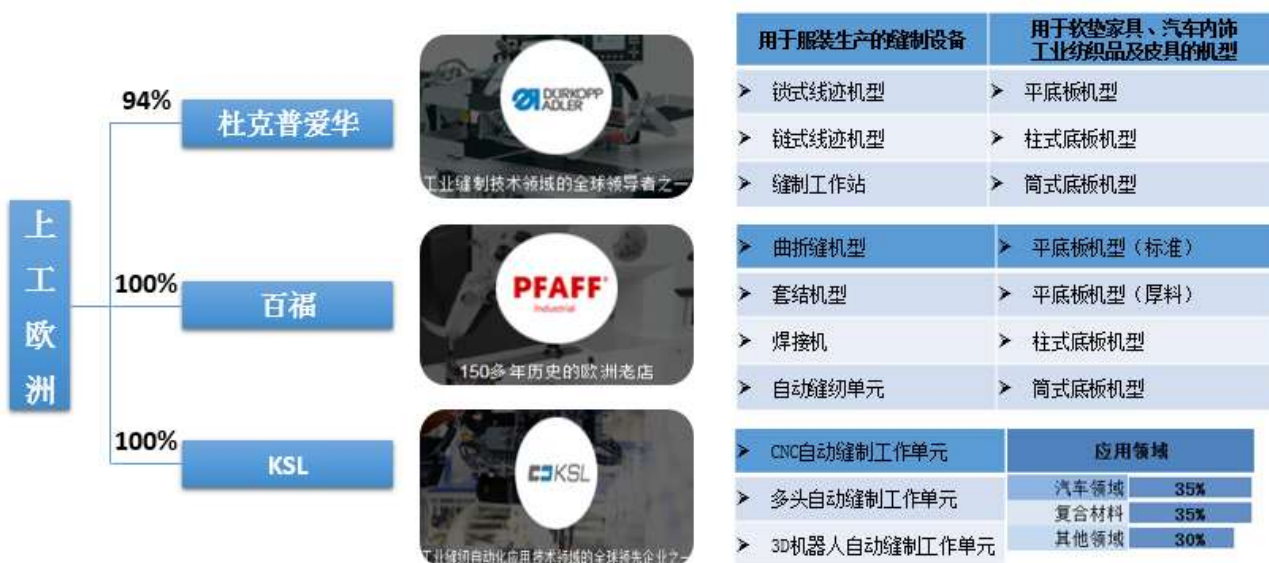 上工欧洲
94%
杜克普爱华
100%
百福
100%
KSL
DÜRKOPP
ADLER
工业缝制技术领域的全球领导者之一
PFAFF
Industrial
150多年历史的欧洲老店
KSL
工业缝纫自动化应用技术领域的全球领先企业之一
用于服装生产的缝制设备
用于软垫家具、汽车内饰
工业纺织品及皮具的机型
➢ 锁式线迹机型
➢ 平底板机型
➢ 链式线迹机型
➢ 柱式底板机型
➢ 缝制工作站
➢ 筒式底板机型
➢ 曲折缝机型
➢ 平底板机型（标准）
➢ 套结机型
➢ 平底板机型（厚料）
➢ 焊接机
➢ 柱式底板机型
➢ 自动缝纫单元
➢ 筒式底板机型
➢ CNC自动缝制工作单元
➢ 多头自动缝制工作单元
➢ 3D机器人自动缝制工作单元
应用领域
汽车领域 35%
复合材料 35%
其他领域 30%